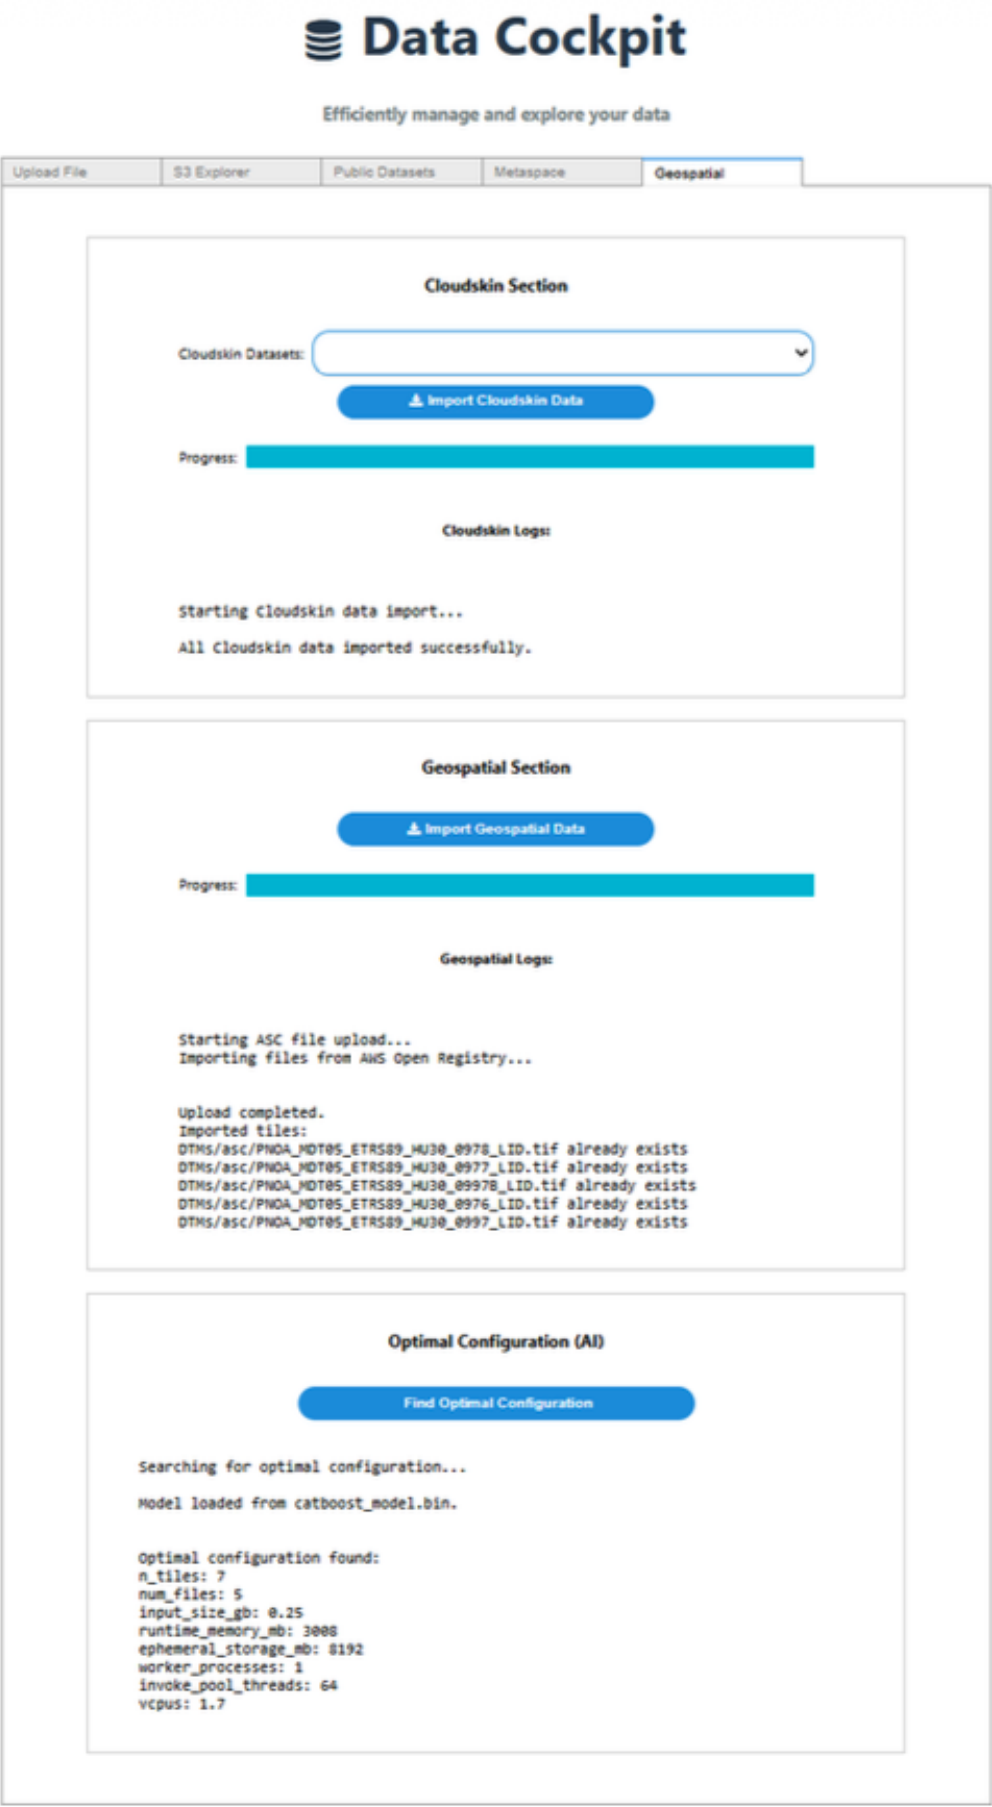 Data Cockpit
Efficiently manage and explore your data
Upload File
S3 Explorer
Public Datasets
Metaspace
Geospatial
Cloudskin Section
Cloudskin Datasets:
Import Cloudskin Data
Progress:
Cloudskin Logs:
Starting Cloudskin data import...
All Cloudskin data imported successfully.
Geospatial Section
Import Geospatial Data
Progress:
Geospatial Logs:
Starting ASC file upload...
Importing files from AWS Open Registry...
Upload completed.
Imported tiles:
DTMs/asc/PNOA_MDT05_ETRS89_HU30_0978_LID.tif already exists
DTMs/asc/PNOA_MDT05_ETRS89_HU30_0977_LID.tif already exists
DTMs/asc/PNOA_MDT05_ETRS89_HU30_0997B_LID.tif already exists
DTMs/asc/PNOA_MDT05_ETRS89_HU30_0976_LID.tif already exists
DTMs/asc/PNOA_MDT05_ETRS89_HU30_0997_LID.tif already exists
Optimal Configuration (AI)
Find Optimal Configuration
Searching for optimal configuration...
Model loaded from catboost_model.bin.
Optimal configuration found:
n_tiles: 7
num_files: 5
input_size_gb: 0.25
runtime_memory_mb: 3008
ephemeral_storage_mb: 8192
worker_processes: 1
invoke_pool_threads: 64
vcpus: 1.7